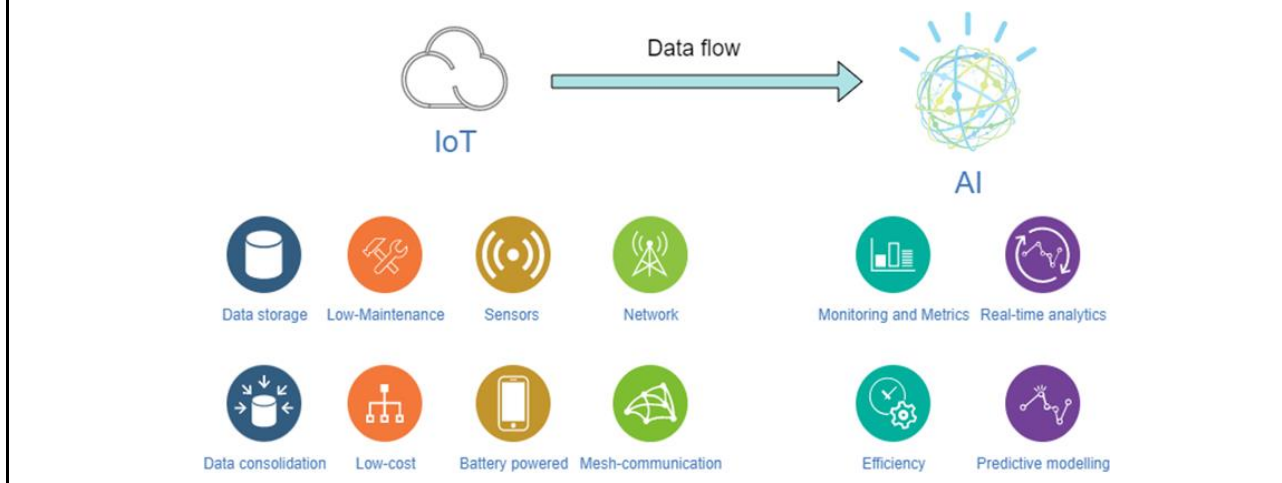 Data flow
IoT
AI
Data storage
Low-Maintenance
Sensors
Network
Monitoring and Metrics
Real-time analytics
Data consolidation
Low-cost
Battery powered
Mesh-communication
Efficiency
Predictive modelling